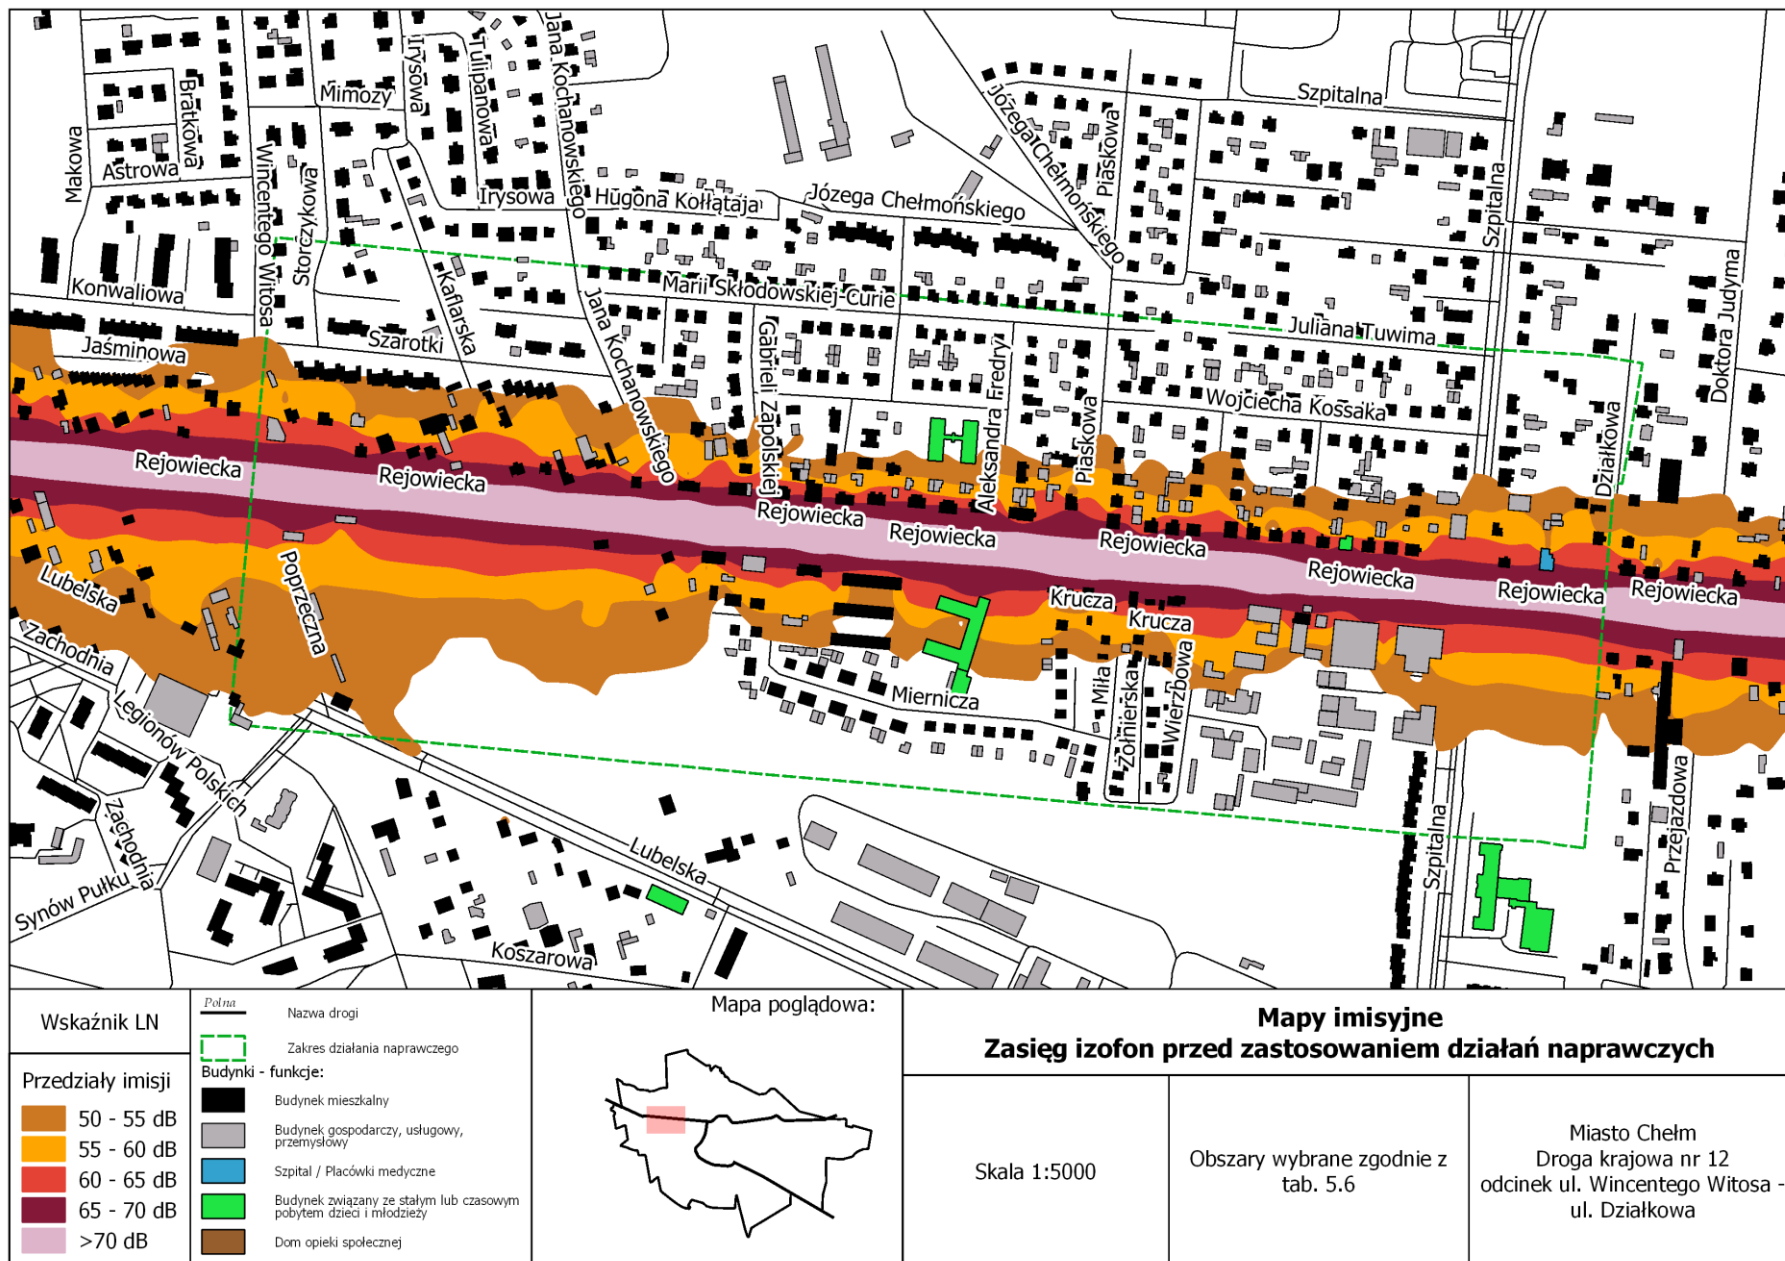 Jana Kochanowskiego
Irysowa
Tulipanowa
Bratkowa
Mimozy
Szpitalna
Makowa
Astrowa
Wincentego Witosa
Storczykowa
Irysowa
Hugona Kołłątaja
Józega Chełmońskiego
Józega Chełmońskiego
Piaskowa
Szpitalna
Konwaliowa
Kaflarska
Marii Skłodowskiej-Curie
Juliana Tuwima
Doktora Judyma
Jaśminowa
Szarotki
Jana Kochanowskiego
Gabrieli Zapolskiej
Aleksandra Fredry
Piaskowa
Wojciecha Kossaka
Działkowa
Rejowiecka
Rejowiecka
Rejowiecka
Rejowiecka
Rejowiecka
Rejowiecka
Rejowiecka
Rejowiecka
Lubelska
Poprzeczna
Krucza
Krucza
Zachodnia
Legionów Polskich
Miernicza
Miła
Żołnierska
Wierzbowa
Zachodnia
Synów Pułku
Lubelska
Koszarowa
Szpitalna
Przejazdowa
Wskaźnik LN
Przedziały imisji
50 - 55 dB
55 - 60 dB
60 - 65 dB
65 - 70 dB
>70 dB
Polna
Nazwa drogi
Zakres działania naprawczego
Budynki - funkcje:
Budynek mieszkalny
Budynek gospodarczy, usługowy,
przemysłowy
Szpital / Placówki medyczne
Budynek związany ze stałym lub czasowym
pobytem dzieci i młodzieży
Dom opieki społecznej
Mapa poglądowa:
Mapy imisyjne
Zasięg izofon przed zastosowaniem działań naprawczych
Skala 1:5000
Obszary wybrane zgodnie z
tab. 5.6
Miasto Chełm
Droga krajowa nr 12
odcinek ul. Wincentego Witosa -
ul. Działkowa